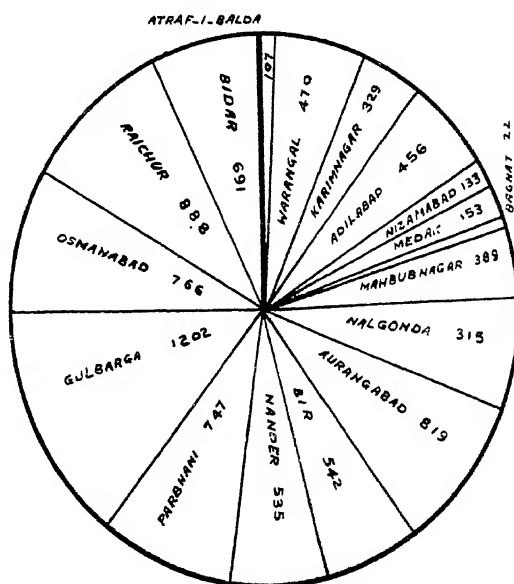 ATRAF-I-BALDA
107
WARANGAL 470
KARIMNAGAR 329
ADILABAD 456
NIZAMABAD 133
MEDAK 153
BAGHAT 22
MAHBUBNAGAR 389
NALGONDA 315
AURANGABAD 819
BIR 542
NANDER 535
PARBHANI 747
GULBARGA 1202
OSMANABAD 766
RAICHUR 888
BIDAR 691